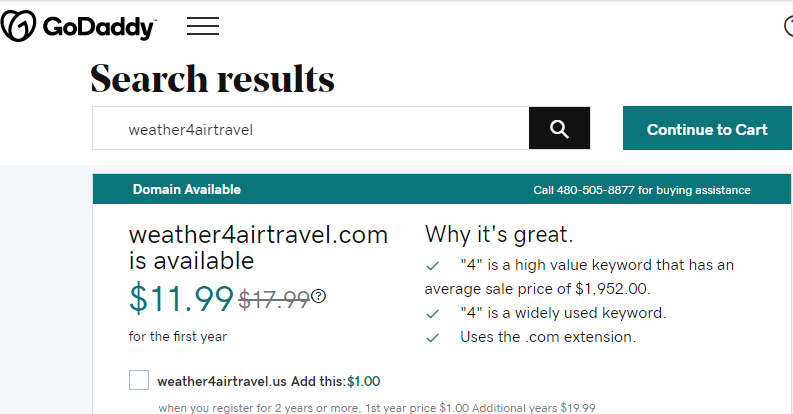 GoDaddy
Search results
weather4airtravel
Continue to Cart
Domain Available
Call 480-505-8877 for buying assistance
weather4airtravel.com
is available
$11.99 $17.99
for the first year
Why it's great.
"4" is a high value keyword that has an
average sale price of $1,952.00.
"4" is a widely used keyword.
Uses the .com extension.
weather4airtravel.us Add this:$1.00
when you register for 2 years or more, 1st year price $1.00 Additional years $19.99